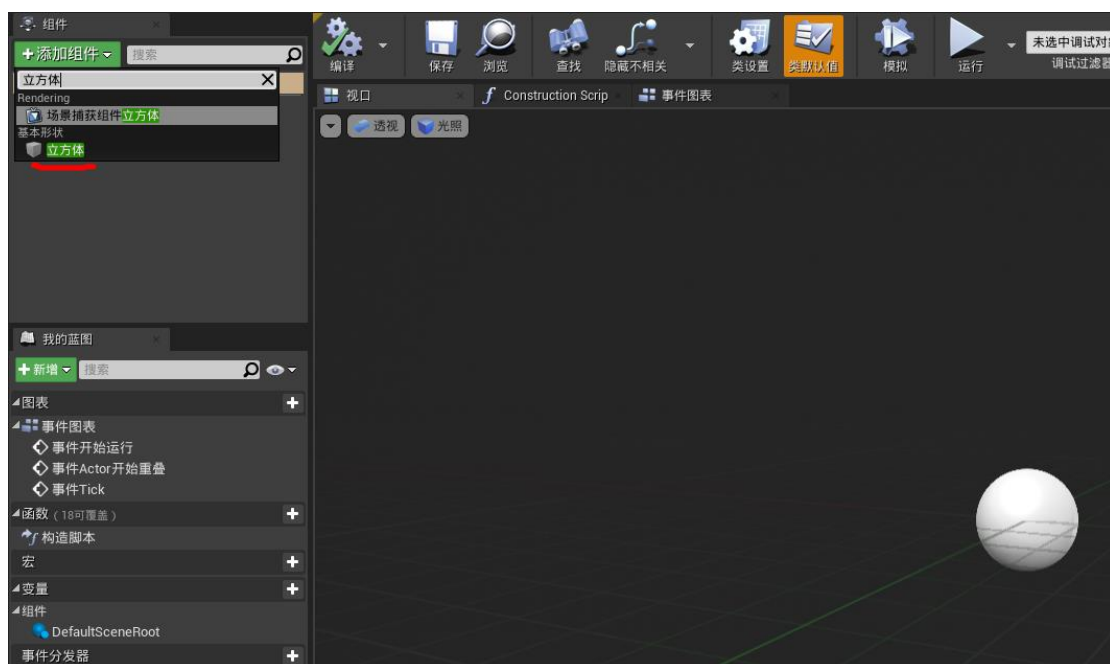 组件
添加组件
搜索
立方体
Rendering
场景捕获组件立方体
基本形状
立方体
我的蓝图
新增
搜索
图表
事件图表
事件开始运行
事件Actor开始重叠
事件Tick
函数（18可覆盖）
构造脚本
宏
变量
组件
DefaultSceneRoot
事件分发器
编译
保存
浏览
查找
隐藏不相关
类设置
类默认值
模拟
运行
未选中调试对
调试过滤器
视口
Construction Scrip
事件图表
透视
光照